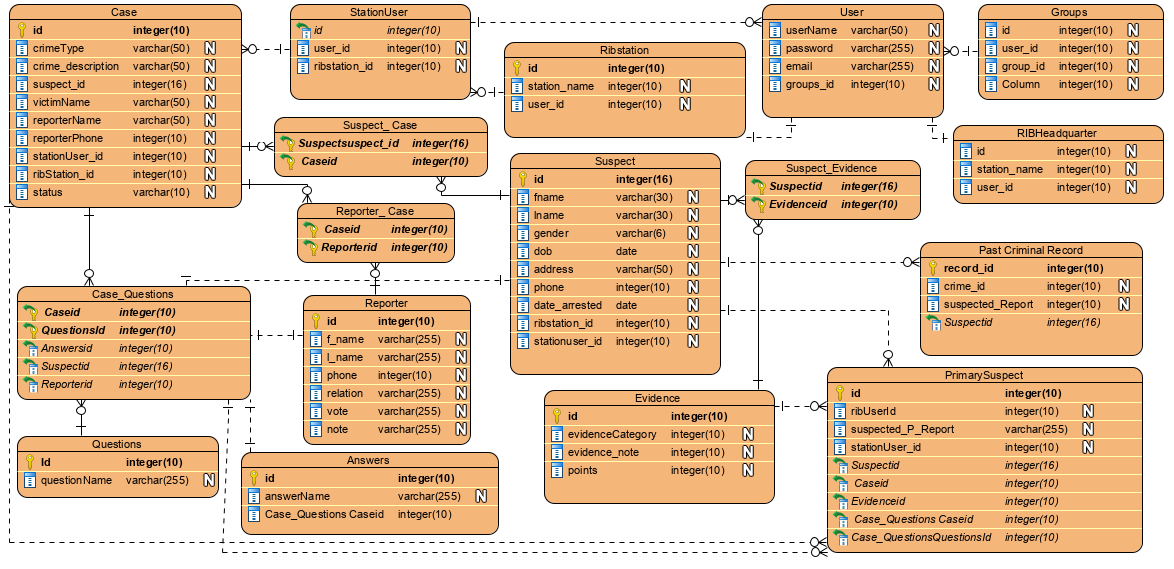 Case
id integer(10)
crimeType varchar(50) N
crime_description varchar(50) N
suspect_id integer(16) N
victimName varchar(50) N
reporterName varchar(50) N
reporterPhone integer(10) N
stationUser_id integer(10) N
ribStation_id integer(10) N
status varchar(10) N
StationUser
id integer(10)
user_id integer(10) N
ribstation_id integer(10) N
Ribstation
id integer(10)
station_name integer(10) N
user_id integer(10) N
User
userName varchar(50) N
password varchar(255) N
email varchar(255) N
groups_id integer(10) N
Groups
id integer(10) N
user_id integer(10) N
group_id integer(10) N
Column integer(10) N
RIBHeadquarter
id integer(10) N
station_name integer(10) N
user_id integer(10) N
Suspect_ Case
Suspectsuspect_id integer(16)
Caseid integer(10)
Reporter_ Case
Caseid integer(10)
Reporterid integer(10)
Suspect
id integer(16)
fname varchar(30) N
lname varchar(30) N
gender varchar(6) N
dob date N
address varchar(50) N
phone integer(10) N
date_arrested date N
ribstation_id integer(10) N
stationuser_id integer(10) N
Suspect_Evidence
Suspectid integer(16)
Evidenceid integer(10)
Past Criminal Record
record_id integer(10)
crime_id integer(10) N
suspected_Report integer(10) N
Suspectid integer(16)
Case_Questions
Caseid integer(10)
QuestionsId integer(10)
Answersid integer(10)
Suspectid integer(16)
Reporterid integer(10)
Reporter
id integer(10)
f_name varchar(255) N
l_name varchar(255) N
phone integer(10) N
relation varchar(255) N
vote varchar(255) N
note varchar(255) N
Evidence
id integer(10)
evidenceCategory integer(10) N
evidence_note integer(10) N
points integer(10) N
PrimarySuspect
id integer(10)
ribUserId integer(10) N
suspected_P_Report varchar(255) N
stationUser_id integer(10) N
Suspectid integer(16)
Caseid integer(10)
Evidenceid integer(10)
Case_Questions Caseid integer(10)
Case_QuestionsQuestionsId integer(10)
Questions
Id integer(10)
questionName varchar(255) N
Answers
id integer(10)
answerName varchar(255) N
Case_Questions Caseid integer(10)